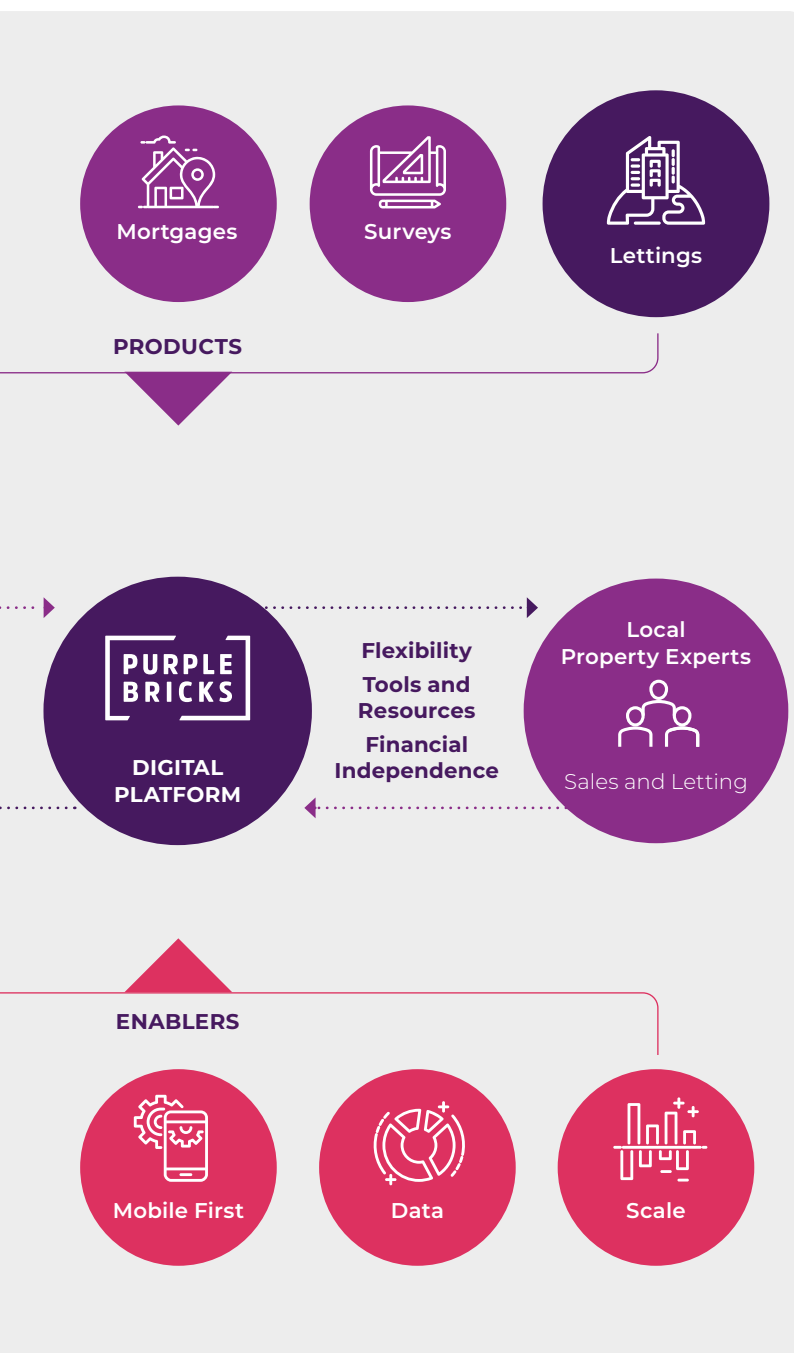 Mortgages
Surveys
Lettings
PRODUCTS
PURPLE
BRICKS
DIGITAL
PLATFORM
Flexibility
Tools and
Resources
Financial
Independence
Local
Property Experts
Sales and Letting
ENABLERS
Mobile First
Data
Scale